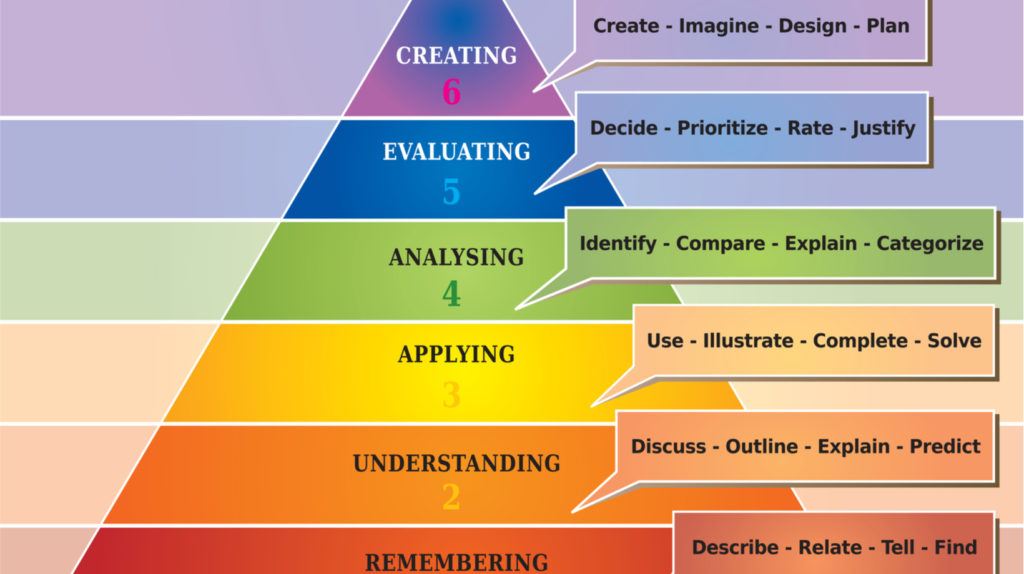 CREATING
6
Create - Imagine - Design - Plan
EVALUATING
5
Decide - Prioritize - Rate - Justify
ANALYSING
4
Identify - Compare - Explain - Categorize
APPLYING
3
Use - Illustrate - Complete - Solve
UNDERSTANDING
2
Discuss - Outline - Explain - Predict
REMEMBERING
Describe - Relate - Tell - Find